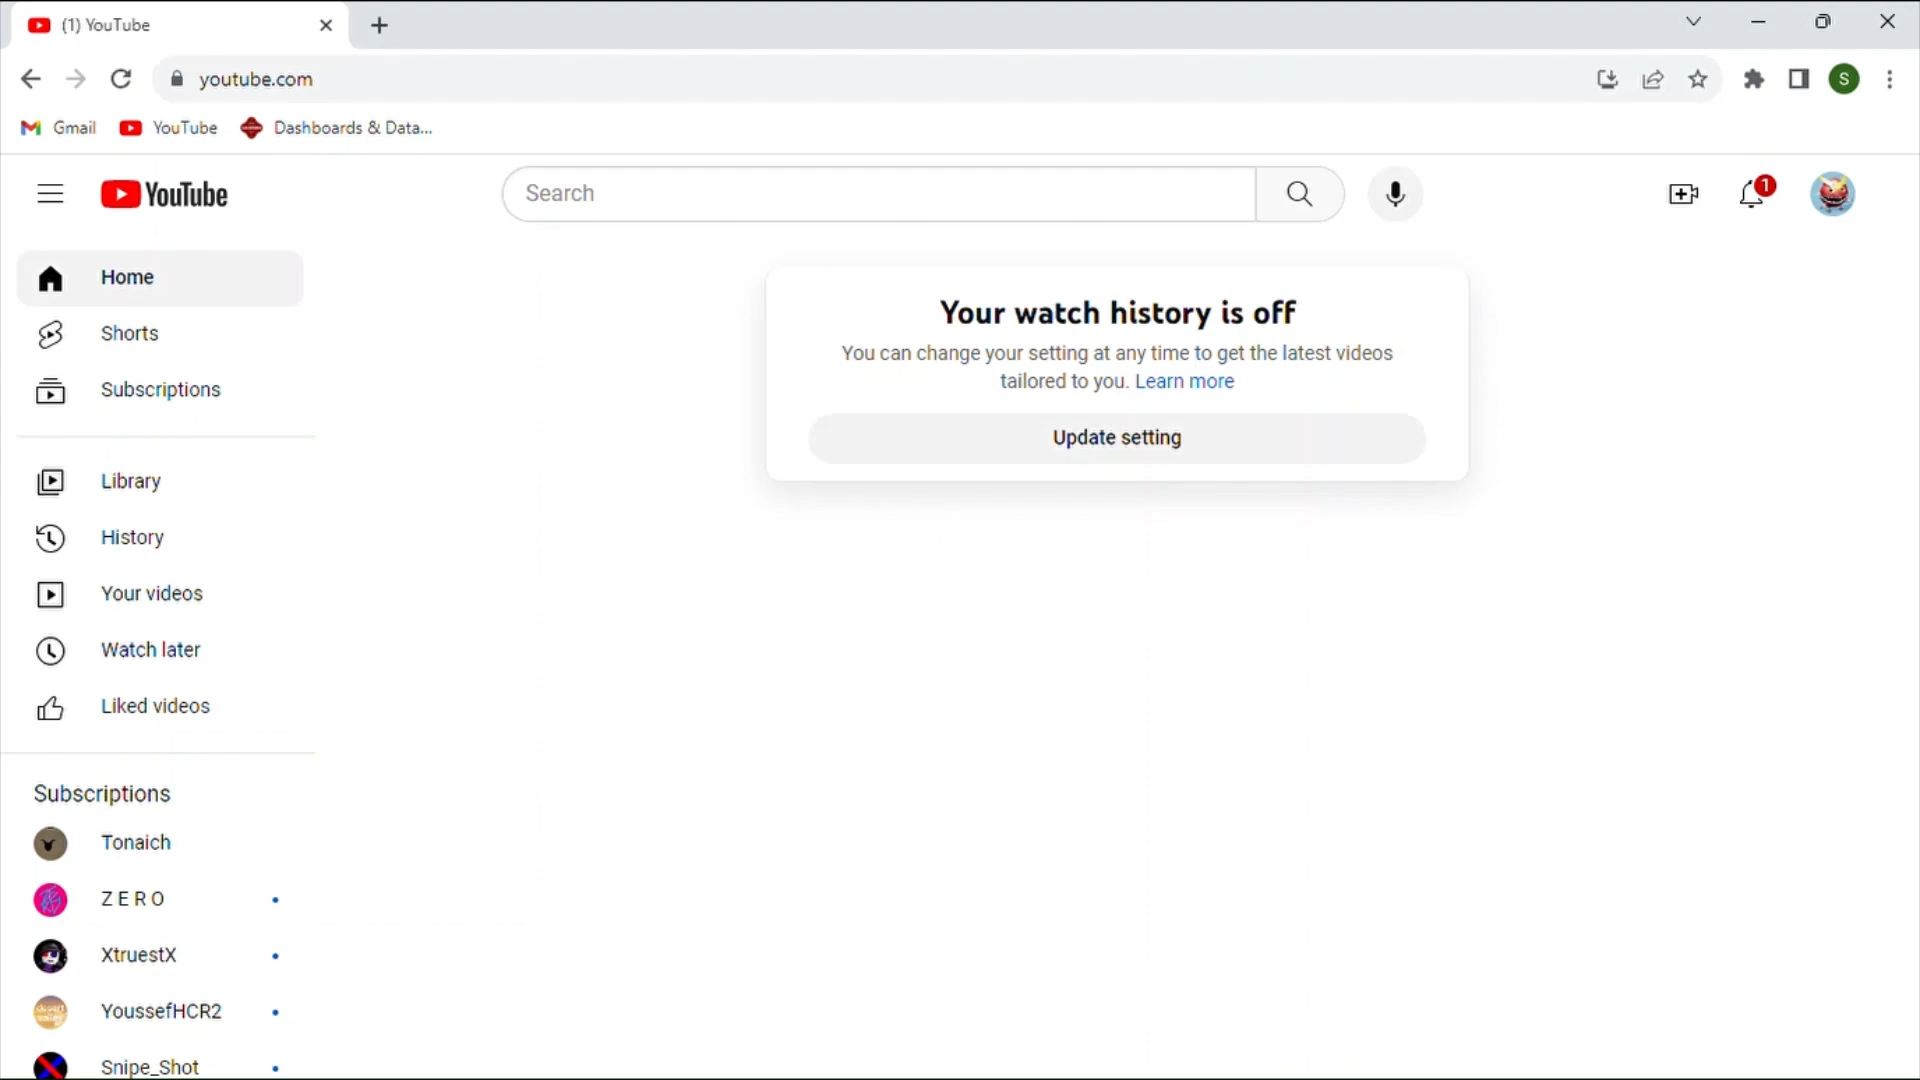 (1) YouTube
youtube.com
S
Gmail
YouTube
Dashboards & Data...
YouTube
Search
1
Home
Shorts
Subscriptions
Your watch history is off
You can change your setting at any time to get the latest videos
tailored to you. Learn more
Update setting
Library
History
Your videos
Watch later
Liked videos
Subscriptions
Tonaich
Z E R O
XtruestX
YoussefHCR2
Snipe_Shot